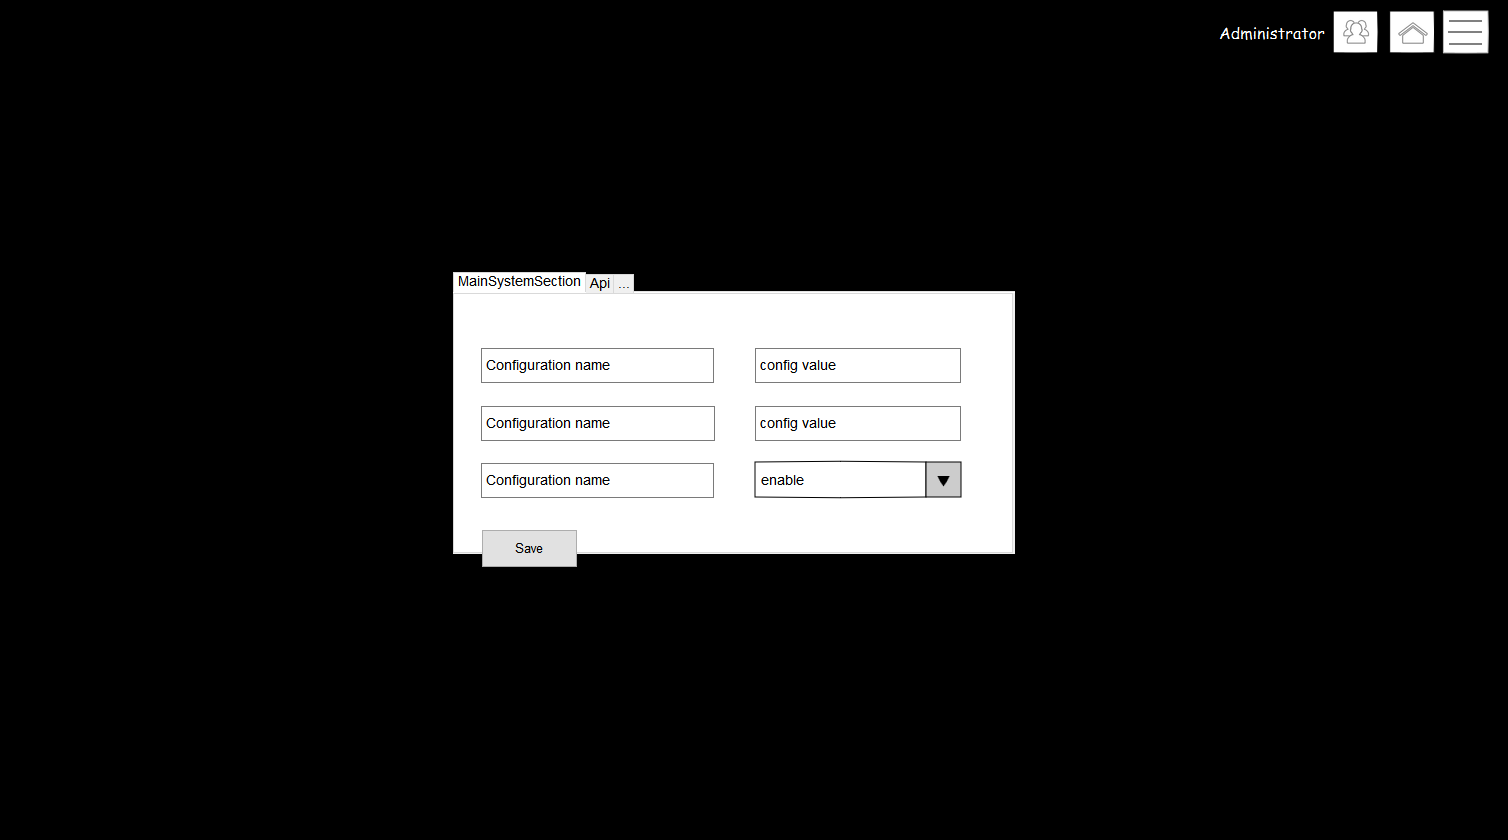 Administrator
MainSystemSection Api ...
Configuration name config value
Configuration name config value
Configuration name enable
Save